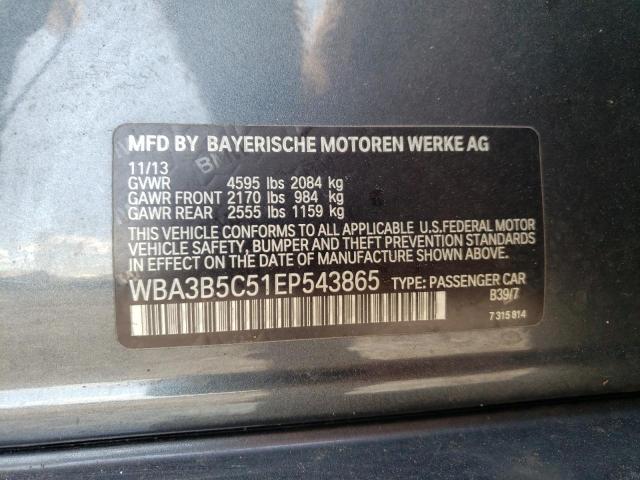 MFD BY BAYERISCHE MOTOREN WERKE AG
11/13
GVWR 4595 lbs 2084 kg
GAWR FRONT 2170 lbs 984 kg
GAWR REAR 2555 lbs 1159 kg
THIS VEHICLE CONFORMS TO ALL APPLICABLE U.S.FEDERAL MOTOR
VEHICLE SAFETY, BUMPER AND THEFT PREVENTION STANDARDS
IN EFFECT ON THE DATE OF MANUFACTURE SHOWN ABOVE.
WBA3B5C51EP543865 TYPE: PASSENGER CAR
B39/7
7 315 814